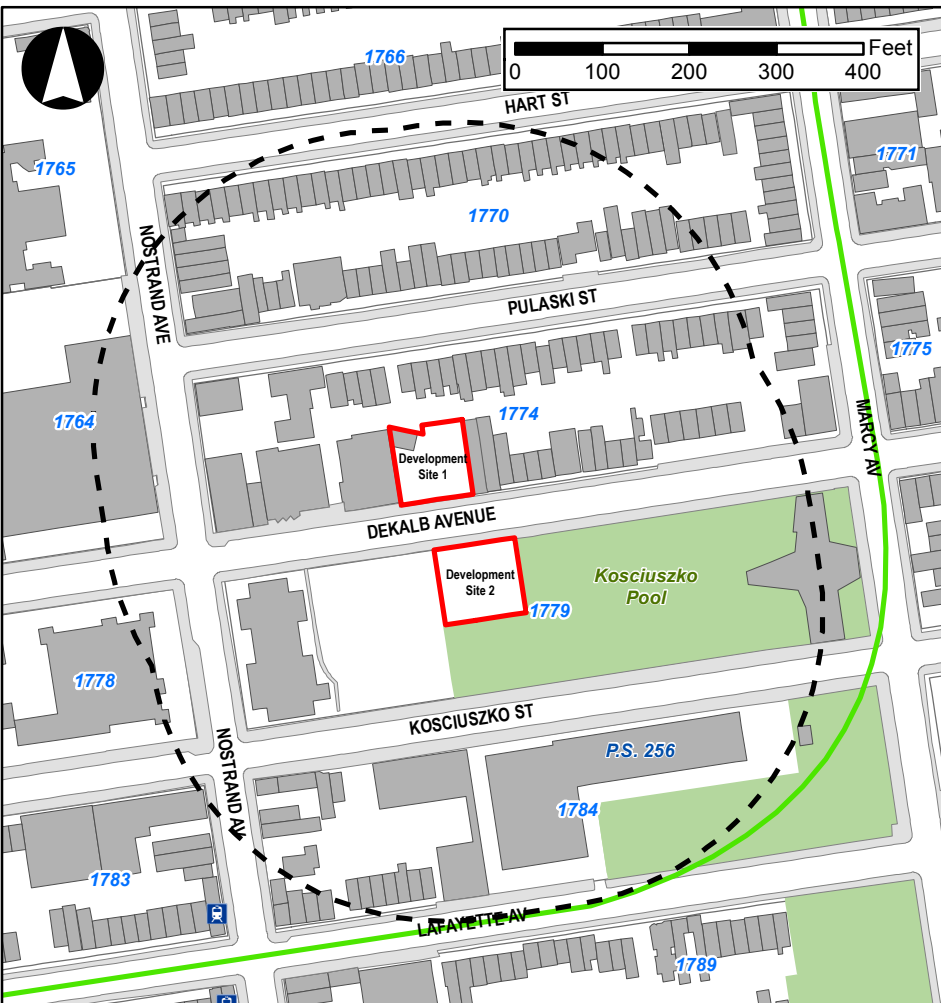 1766
Feet
0 100 200 300 400
HART ST
1765
1771
1770
NOSTRAND AVE
PULASKI ST
1775
1764
1774
MARCY AV
Development
Site 1
DEKALB AVENUE
Development
Site 2
Kosciuszko
Pool
1779
1778
KOSCIUSZKO ST
NOSTRAND AV
P.S. 256
1784
1783
LAFAYETTE AV
1789